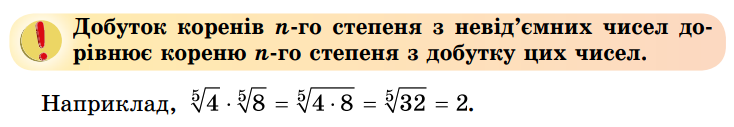 Добуток коренів n-го степеня з невід’ємних чисел до-
рівнює кореню n-го степеня з добутку цих чисел.
Наприклад, ⁵√4 · ⁵√8 = ⁵√(4 · 8) = ⁵√32 = 2.